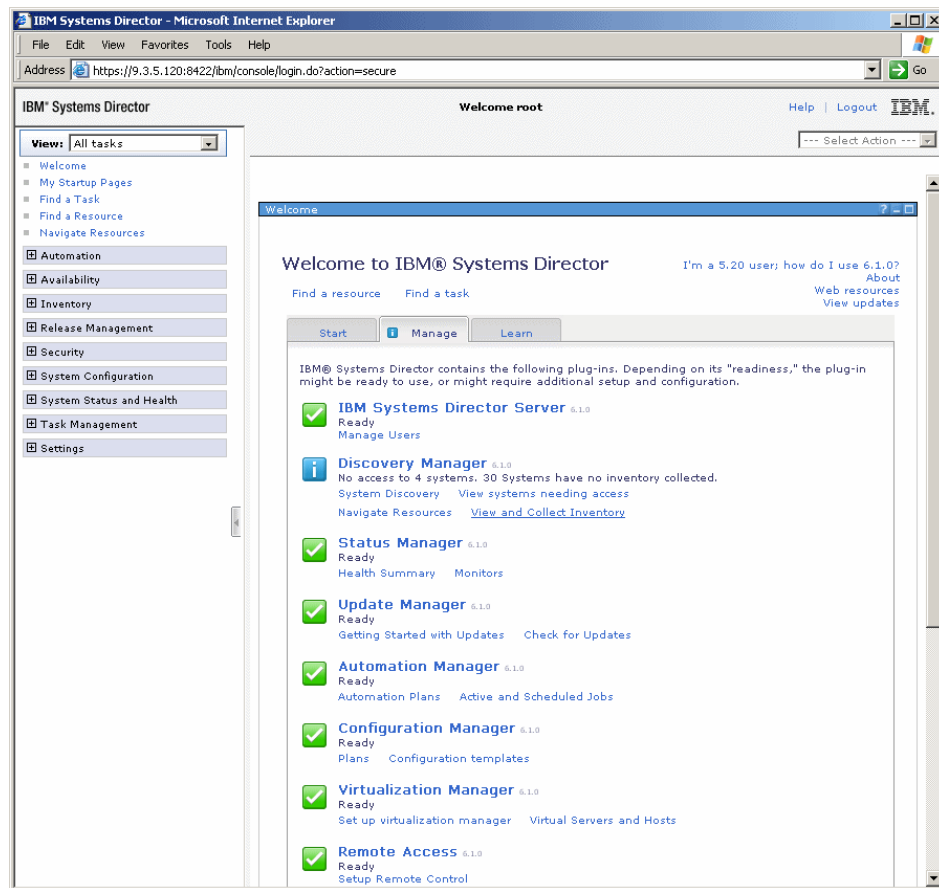 IBM Systems Director - Microsoft Internet Explorer
File Edit View Favorites Tools Help
Address https://9.3.5.120:8422/ibm/console/login.do?action=secure Go
IBM® Systems Director Welcome root Help | Logout IBM.
View: All tasks --- Select Action ---
Welcome
My Startup Pages
Find a Task
Find a Resource
Navigate Resources
Automation
Availability
Inventory
Release Management
Security
System Configuration
System Status and Health
Task Management
Settings
Welcome ?
Welcome to IBM® Systems Director
I'm a 5.20 user; how do I use 6.1.0?
About
Web resources
View updates
Find a resource Find a task
Start Manage Learn
IBM® Systems Director contains the following plug-ins. Depending on its "readiness," the plug-in
might be ready to use, or might require additional setup and configuration.
IBM Systems Director Server 6.1.0
Ready
Manage Users
Discovery Manager 6.1.0
No access to 4 systems. 30 Systems have no inventory collected.
System Discovery View systems needing access
Navigate Resources View and Collect Inventory
Status Manager 6.1.0
Ready
Health Summary Monitors
Update Manager 6.1.0
Ready
Getting Started with Updates Check for Updates
Automation Manager 6.1.0
Ready
Automation Plans Active and Scheduled Jobs
Configuration Manager 6.1.0
Ready
Plans Configuration templates
Virtualization Manager 6.1.0
Ready
Set up virtualization manager Virtual Servers and Hosts
Remote Access 6.1.0
Ready
Setup Remote Control